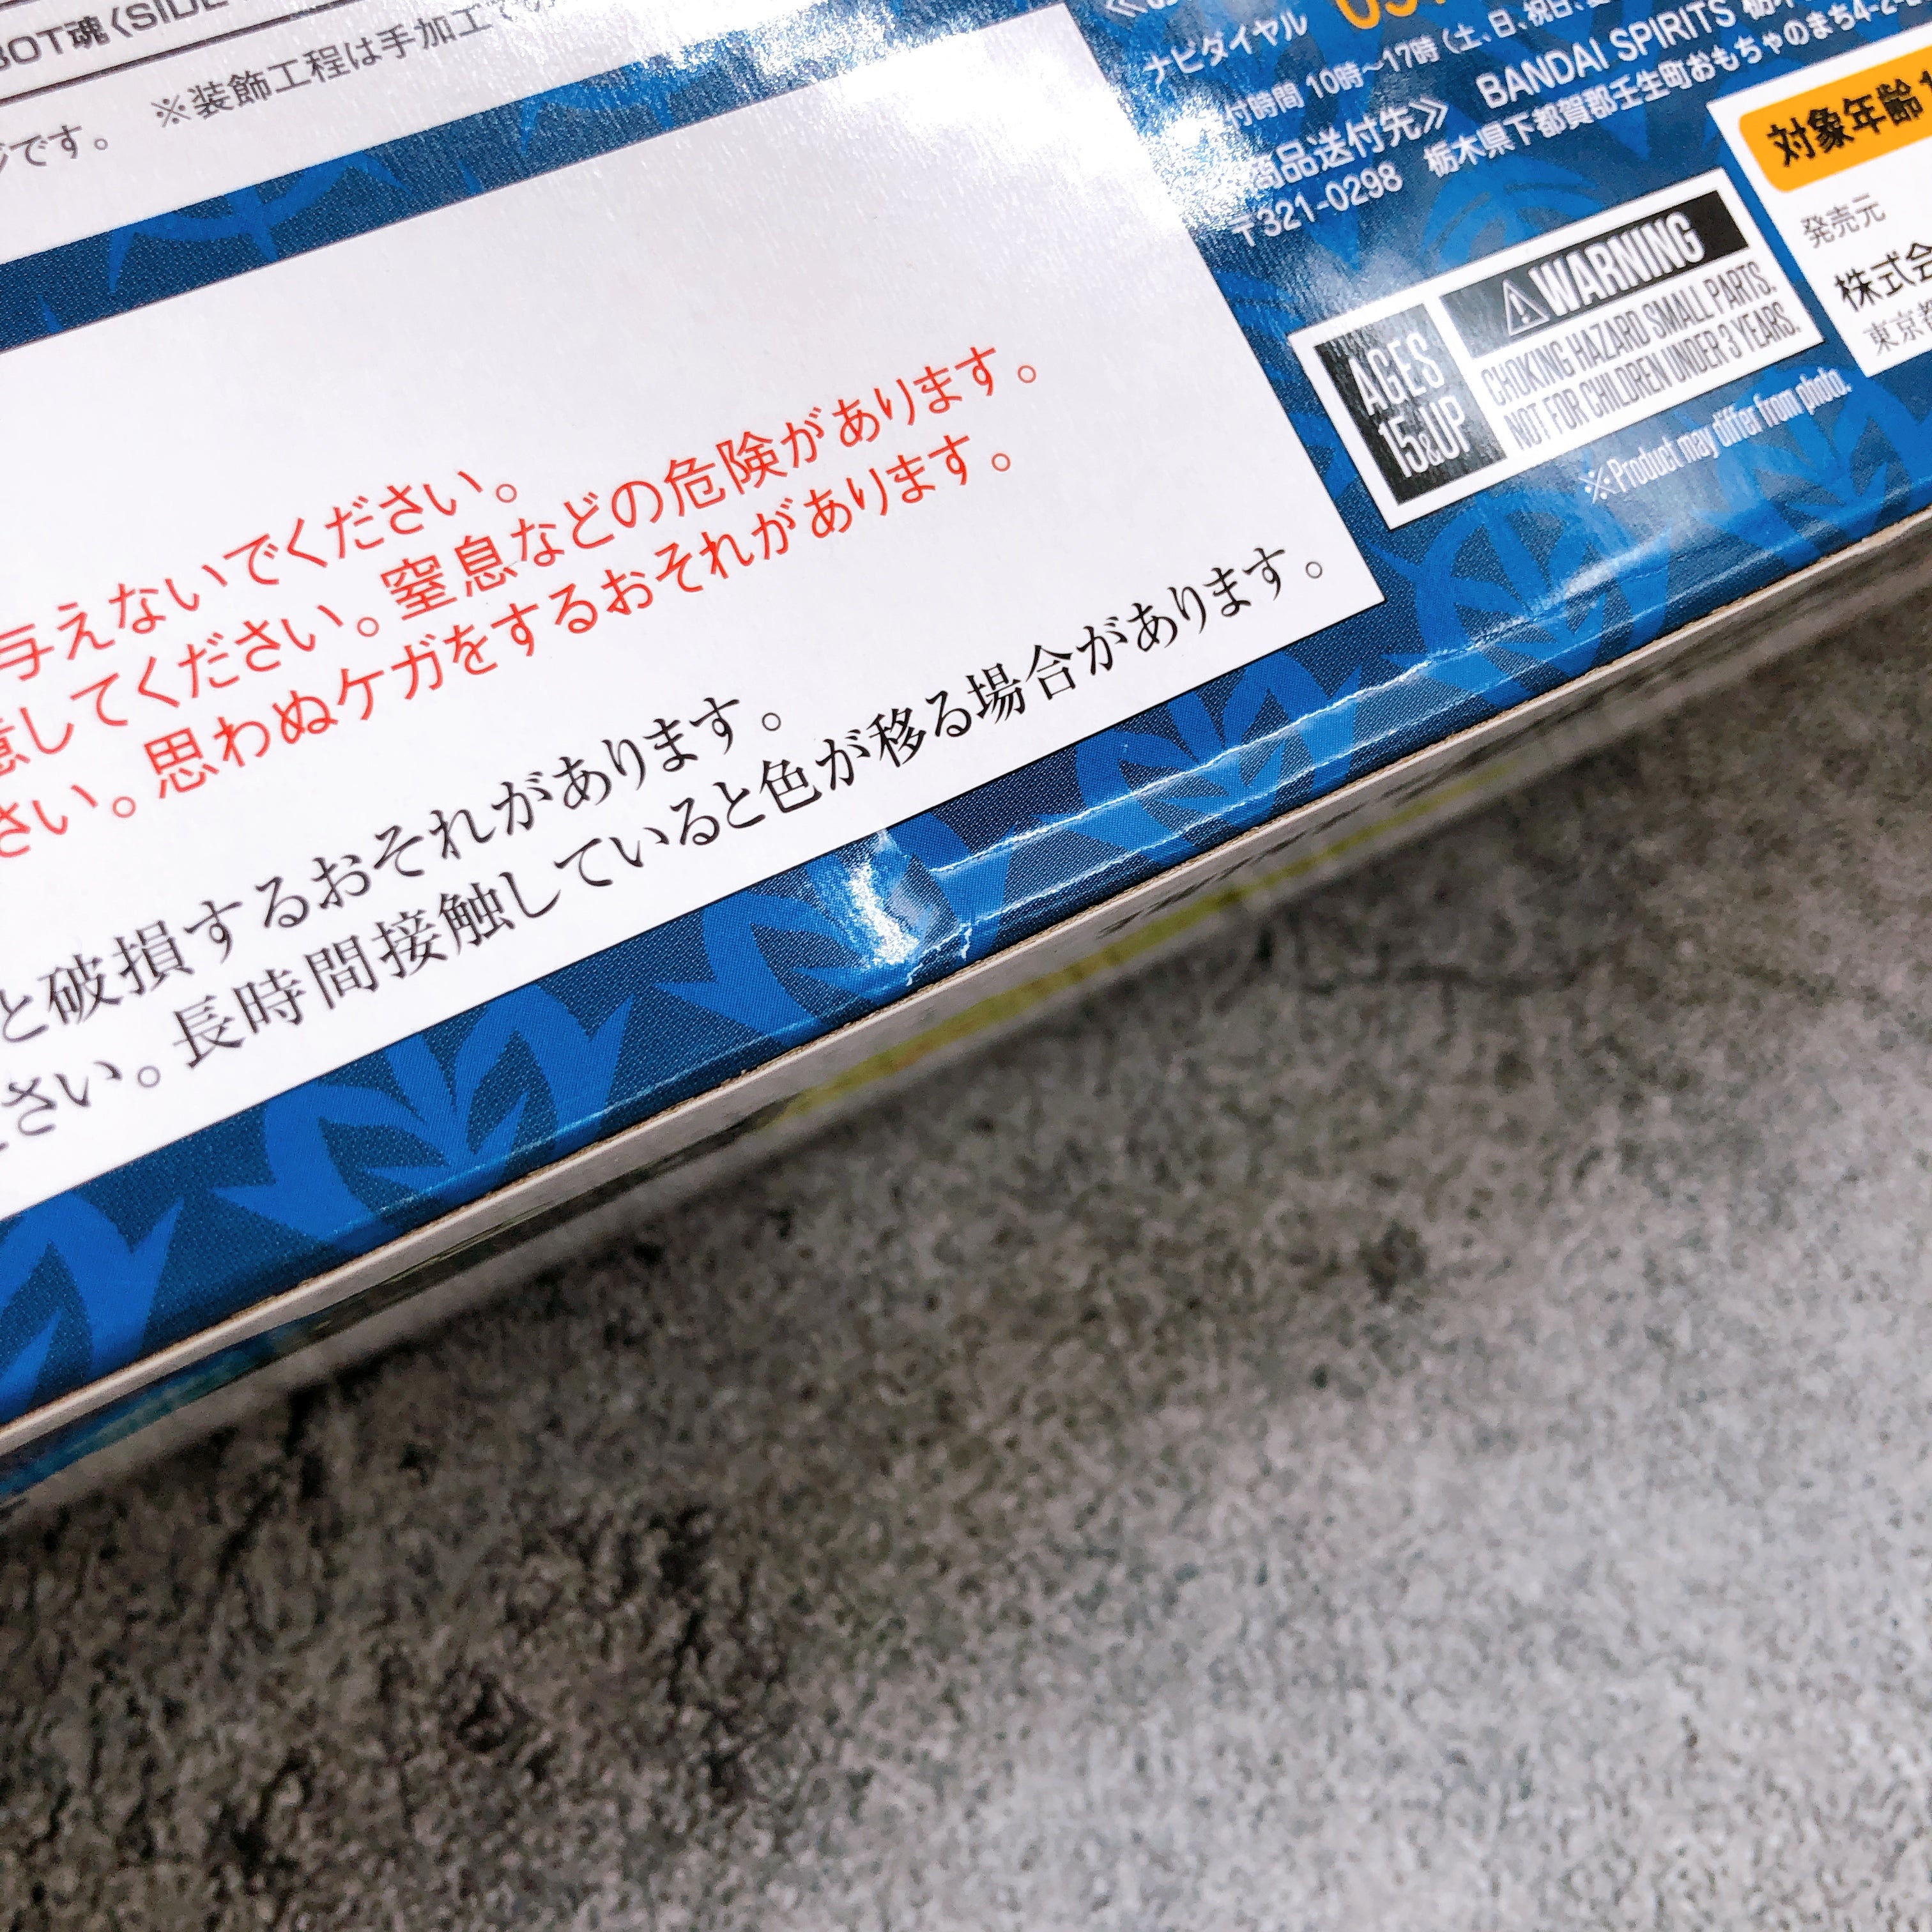 BOT魂〈SIDE
※装飾工程は手加工で
です。
与えないでください。
意してください。窒息などの危険があります。
さい。思わぬケガをするおそれがあります。
と破損するおそれがあります。
ださい。長時間接触していると色が移る場合があります。
ナビダイヤル
付時間 10時～17時（土、日、祝日、
商品送付先≫ BANDAI SPIRITS 栃木
〒321-0298 栃木県下都賀郡壬生町おもちゃのまち4-2-
AGES
15&UP
⚠WARNING
CHOKING HAZARD SMALL PARTS.
NOT FOR CHILDREN UNDER 3 YEARS.
※Product may differ from photo.
対象年齢1
発売元
株式会
東京都